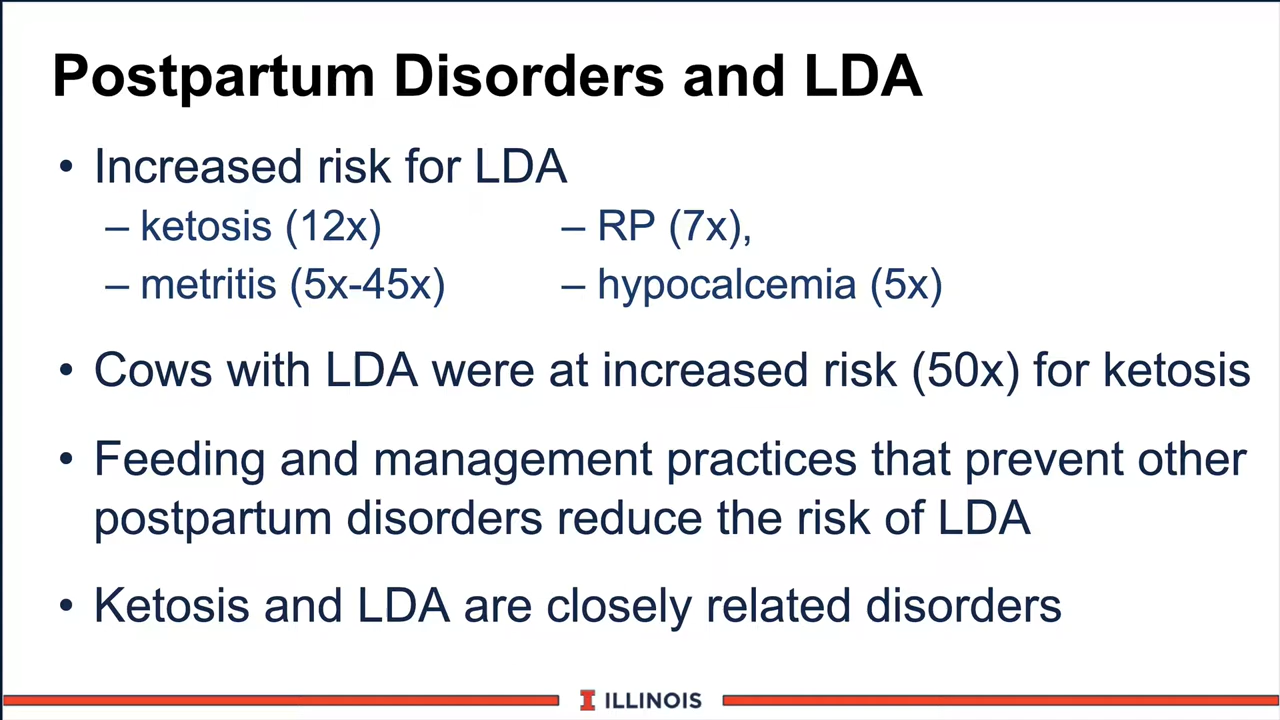 Postpartum Disorders and LDA
• Increased risk for LDA
– ketosis (12x) – RP (7x),
– metritis (5x-45x) – hypocalcemia (5x)
• Cows with LDA were at increased risk (50x) for ketosis
• Feeding and management practices that prevent other
postpartum disorders reduce the risk of LDA
• Ketosis and LDA are closely related disorders
I ILLINOIS